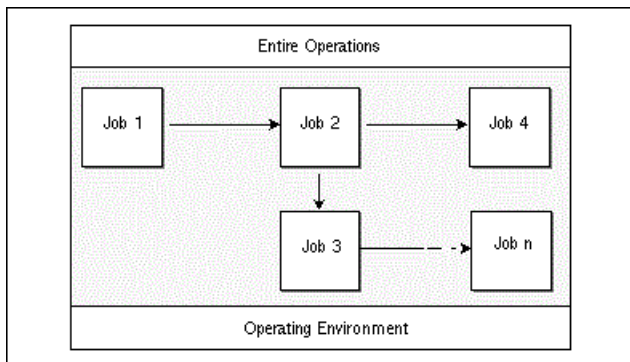 Entire Operations
Job 1
Job 2
Job 4
Job 3
Job n
Operating Environment